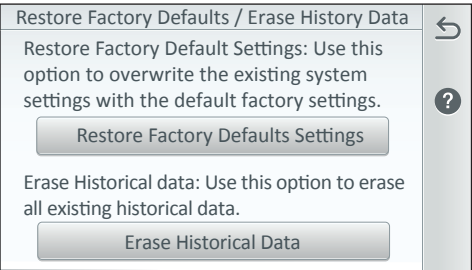 Restore Factory Defaults / Erase History Data
Restore Factory Default Settings: Use this
option to overwrite the existing system
settings with the default factory settings.
Restore Factory Defaults Settings
Erase Historical data: Use this option to erase
all existing historical data.
Erase Historical Data
?